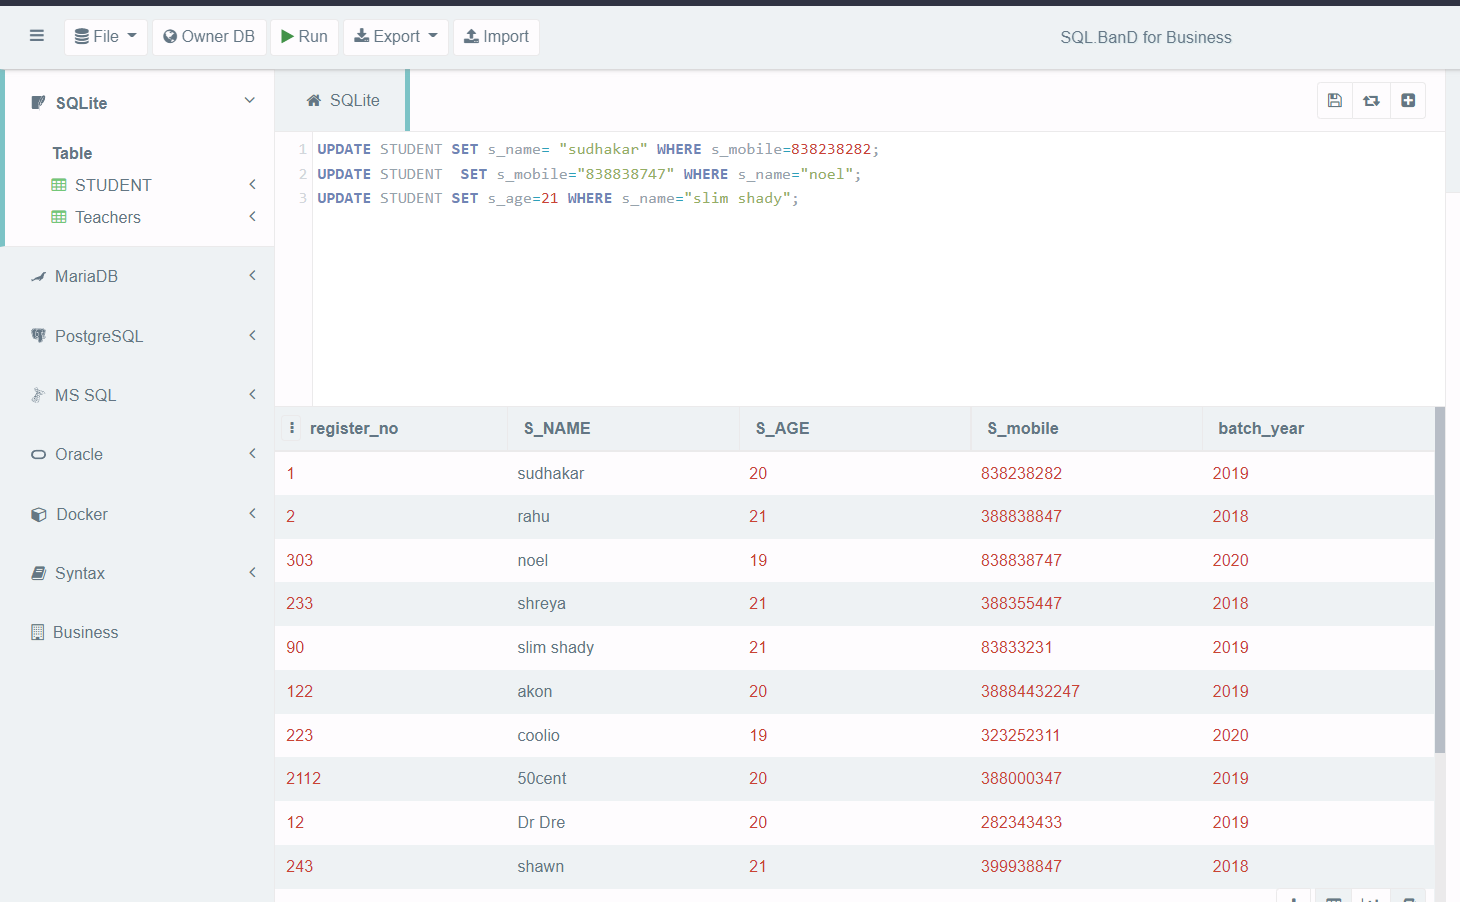 File Owner DB Run Export Import SQL.BanD for Business
SQLite
Table
STUDENT
Teachers
MariaDB
PostgreSQL
MS SQL
Oracle
Docker
Syntax
Business
SQLite
1 UPDATE STUDENT SET s_name= "sudhakar" WHERE s_mobile=838238282;
2 UPDATE STUDENT  SET s_mobile="838838747" WHERE s_name="noel";
3 UPDATE STUDENT SET s_age=21 WHERE s_name="slim shady";
register_no S_NAME S_AGE S_mobile batch_year
1 sudhakar 20 838238282 2019
2 rahu 21 388838847 2018
303 noel 19 838838747 2020
233 shreya 21 388355447 2018
90 slim shady 21 83833231 2019
122 akon 20 38884432247 2019
223 coolio 19 323252311 2020
2112 50cent 20 388000347 2019
12 Dr Dre 20 282343433 2019
243 shawn 21 399938847 2018